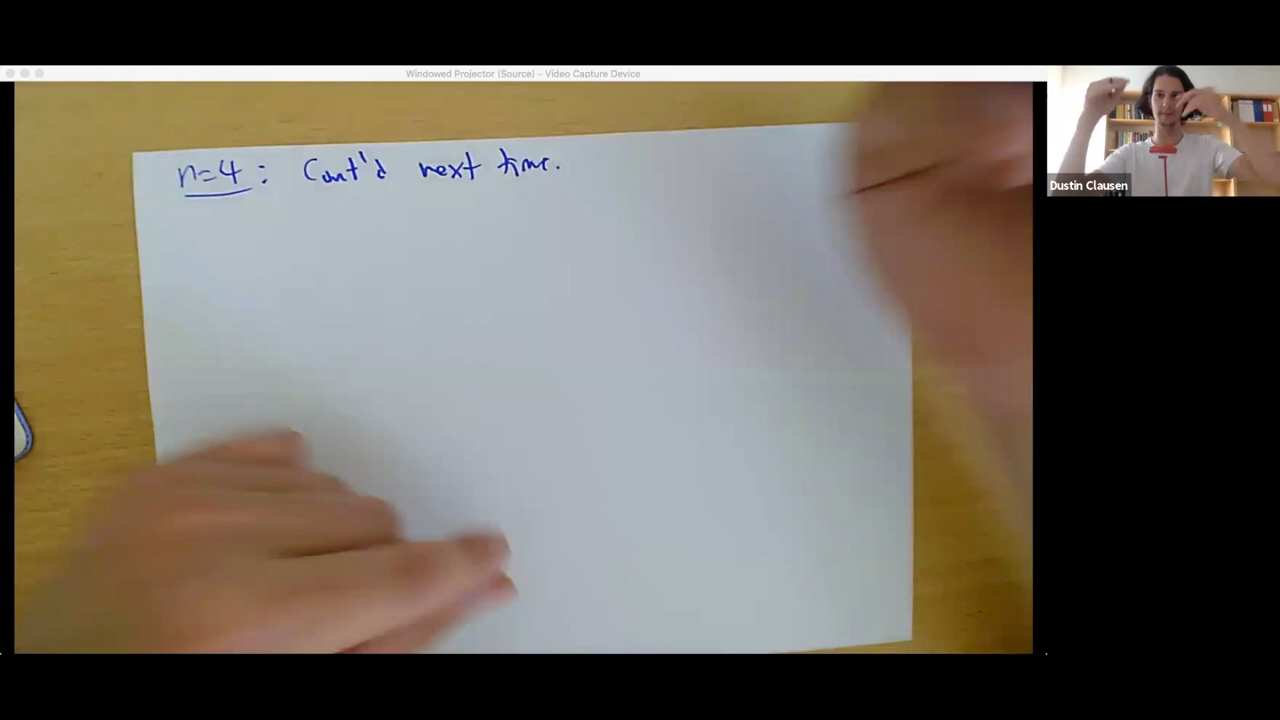 Windowed Projector (Source) - Video Capture Device
n=4: Cont'd next time.
Dustin Clausen